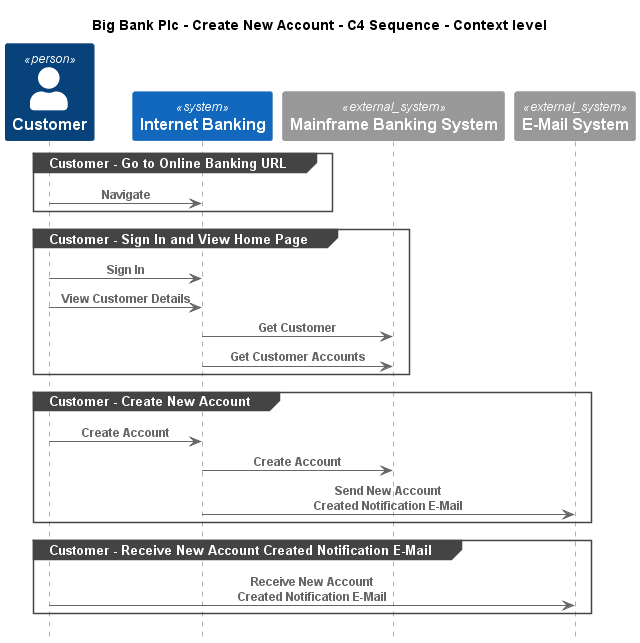 Big Bank Plc - Create New Account - C4 Sequence - Context level
«person»
Customer
«system»
Internet Banking
«external_system»
Mainframe Banking System
«external_system»
E-Mail System
Customer - Go to Online Banking URL
Navigate
Customer - Sign In and View Home Page
Sign In
View Customer Details
Get Customer
Get Customer Accounts
Customer - Create New Account
Create Account
Create Account
Send New Account
Created Notification E-Mail
Customer - Receive New Account Created Notification E-Mail
Receive New Account
Created Notification E-Mail